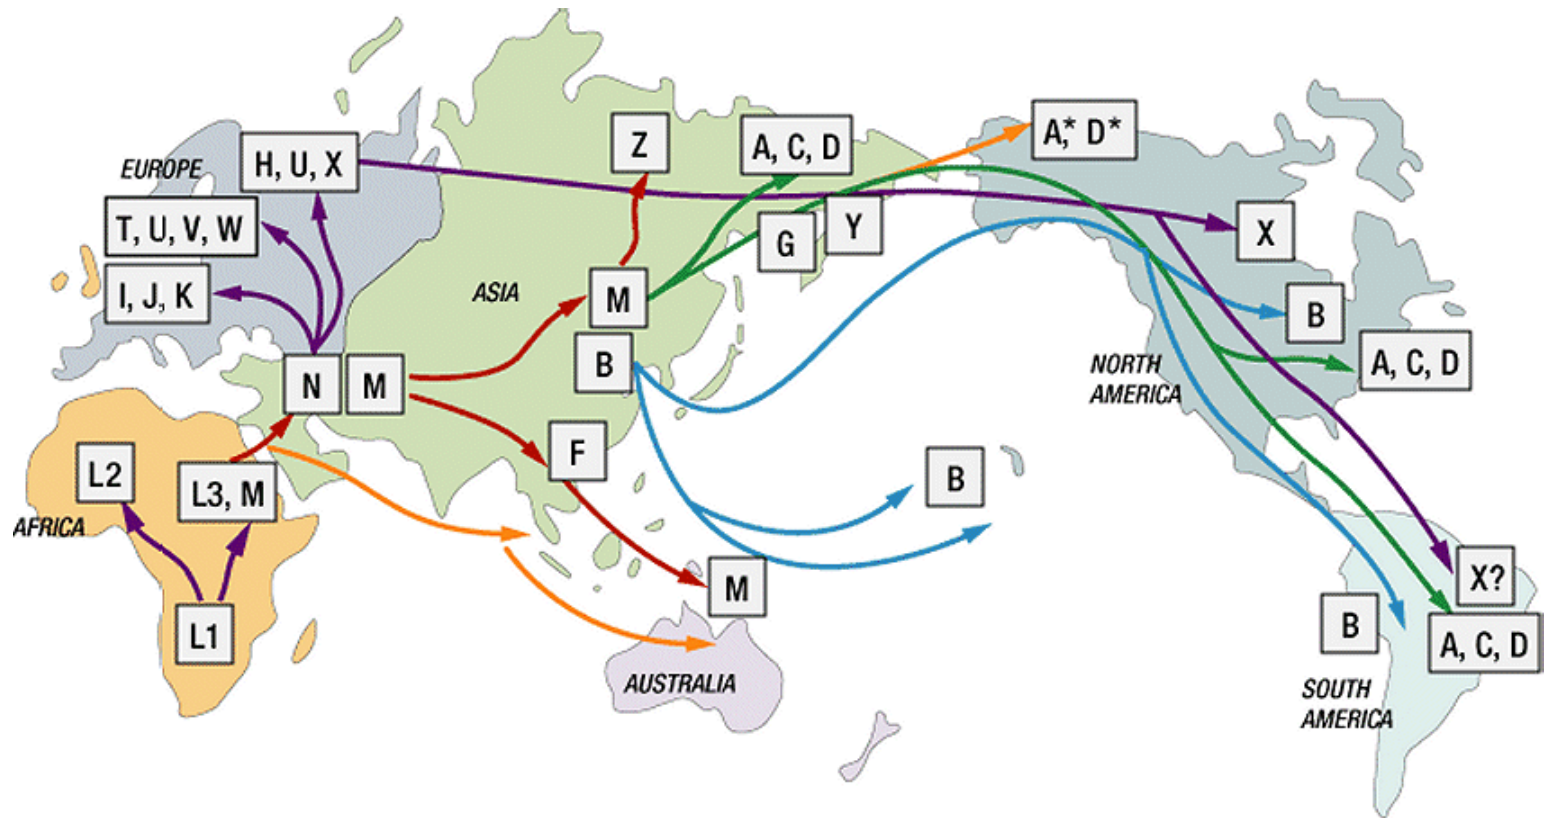 Z
A, C, D
A* D*
EUROPE
H, U, X
T, U, V, W
G
Y
X
I, J, K
ASIA
M
B
B
N
M
NORTH
AMERICA
A, C, D
L2
L3, M
F
B
AFRICA
M
X?
L1
B
A, C, D
AUSTRALIA
SOUTH
AMERICA